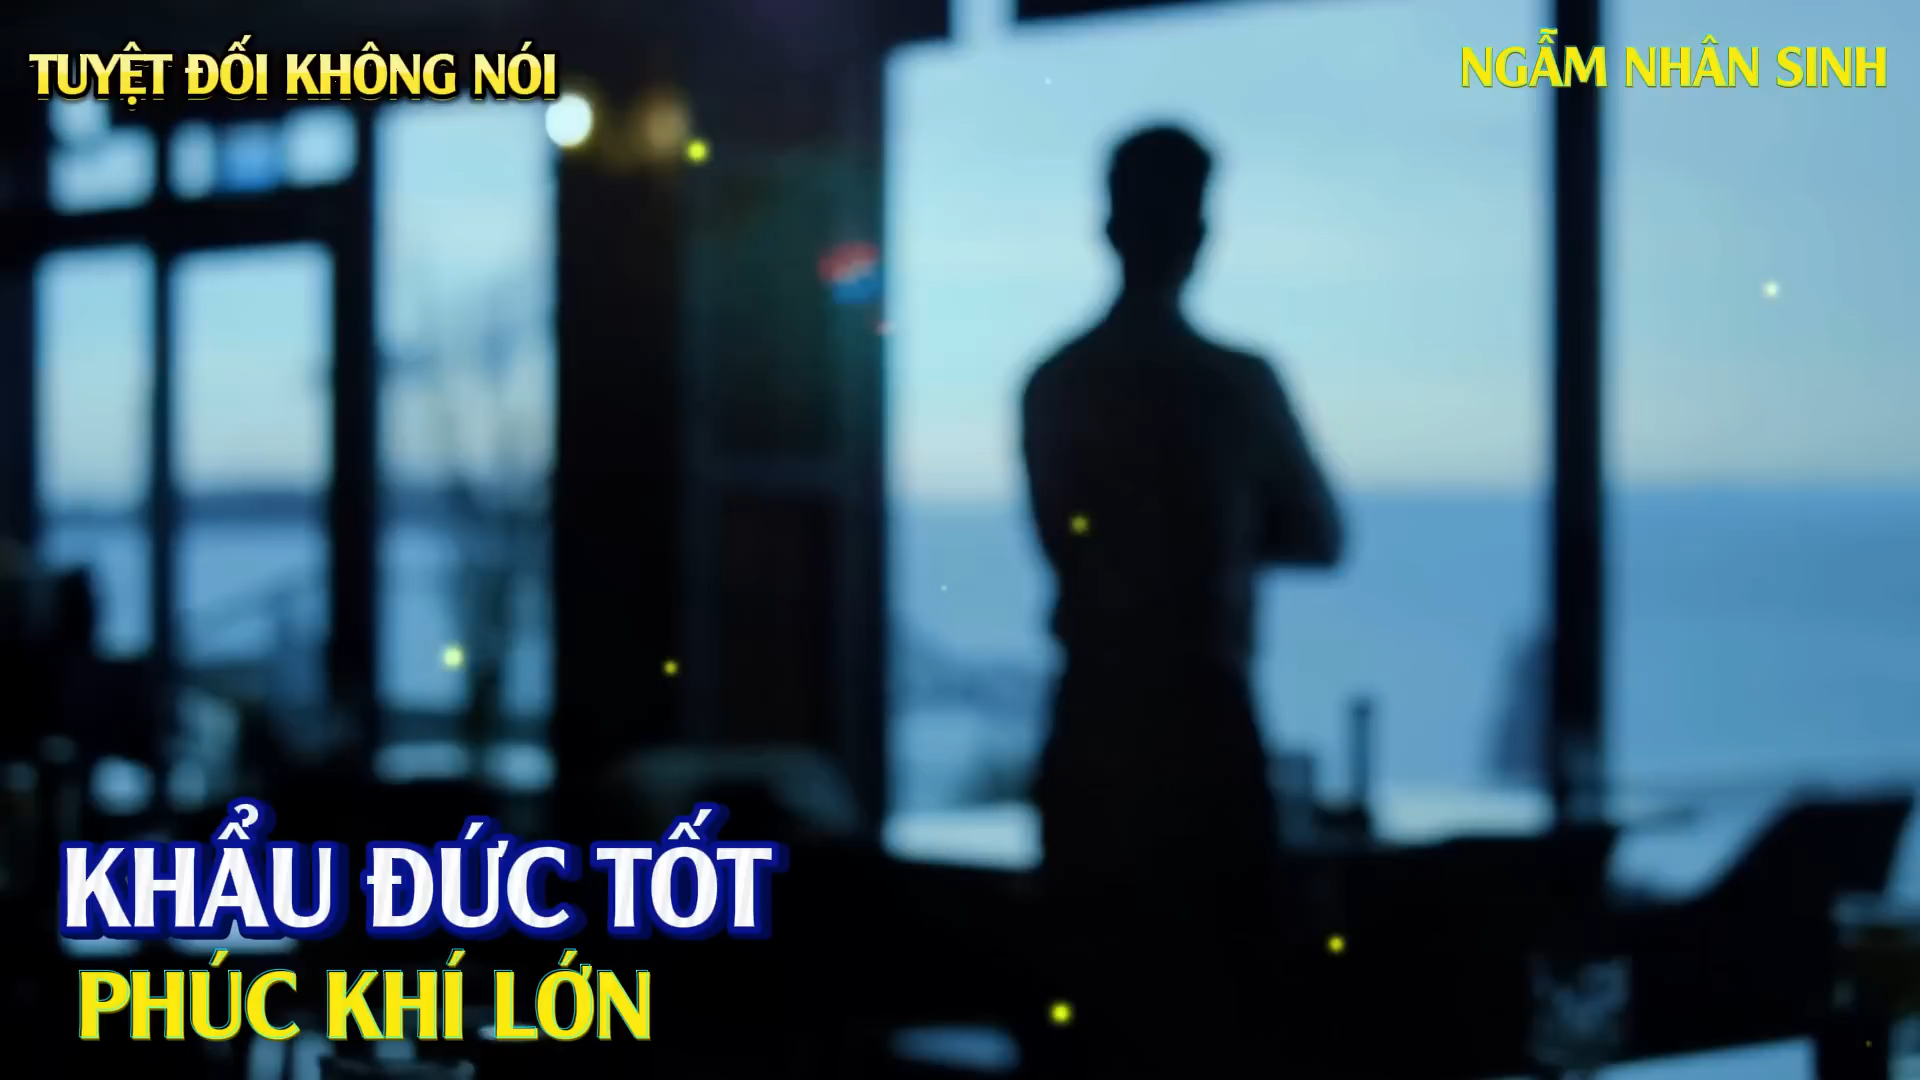 TUYỆT ĐỐI KHÔNG NÓI
NGẪM NHÂN SINH
KHẨU ĐỨC TỐT
PHÚC KHÍ LỚN